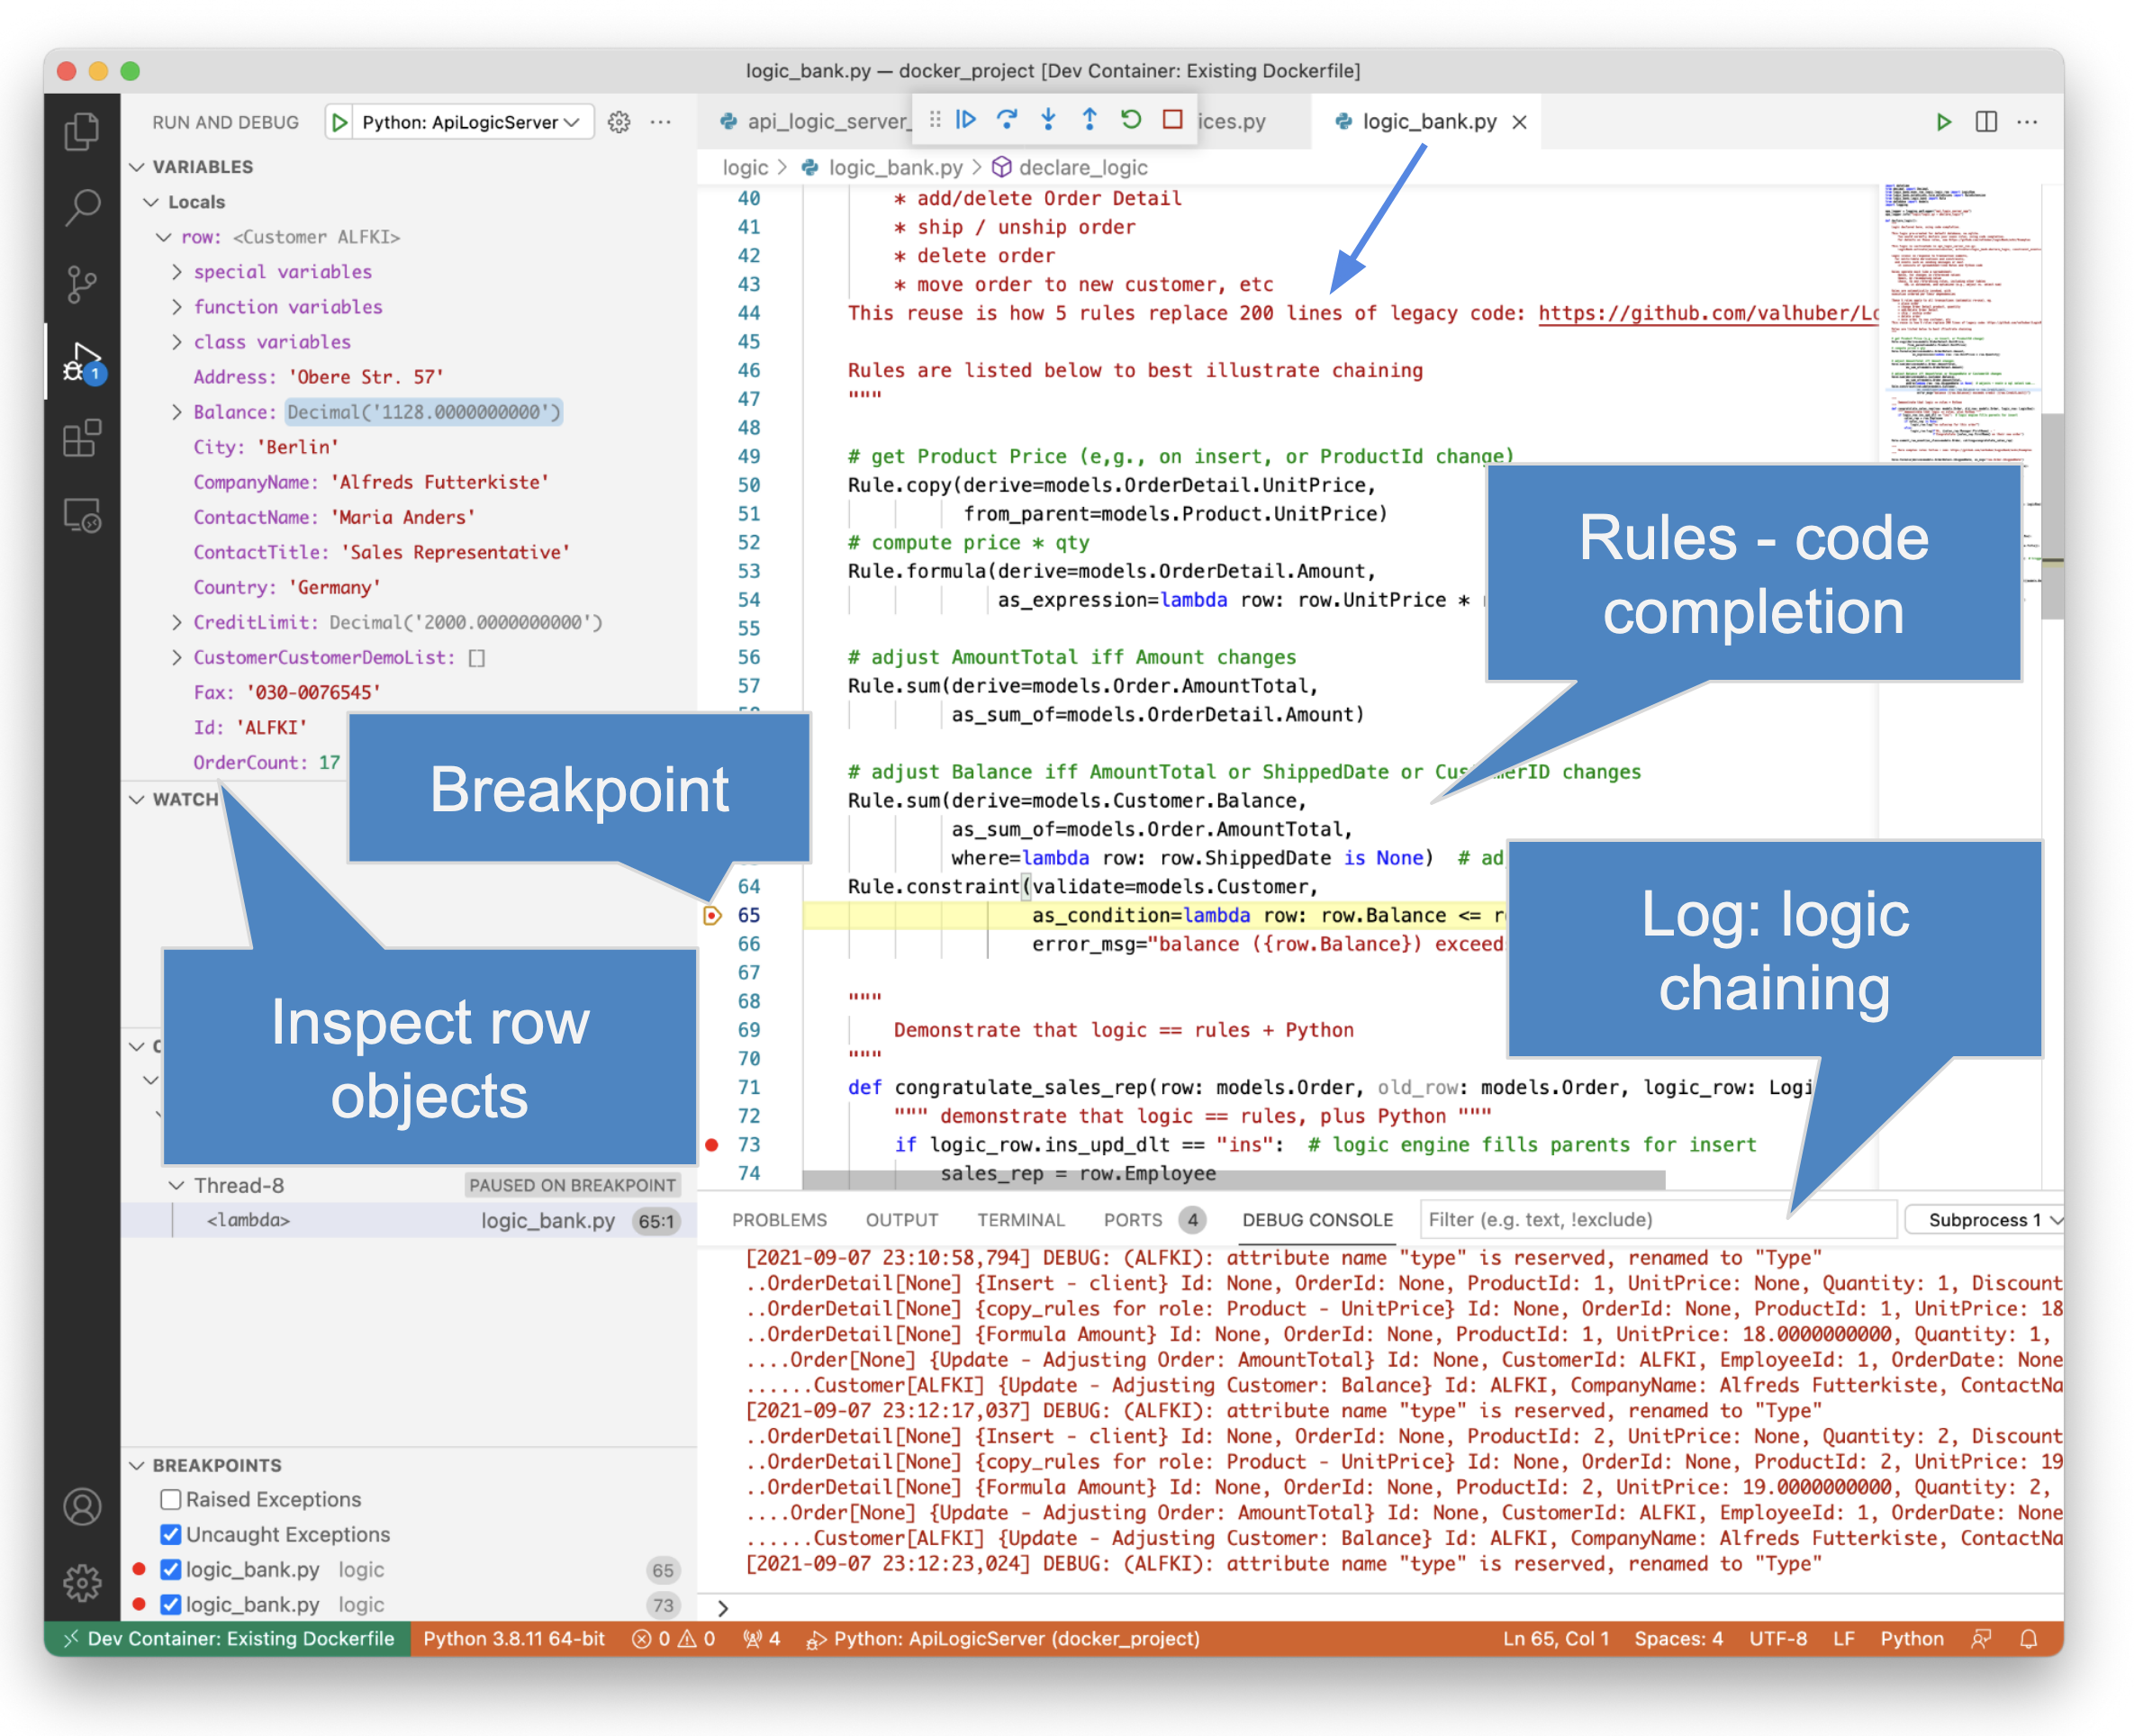 logic_bank.py — docker_project [Dev Container: Existing Dockerfile]
RUN AND DEBUG
Python: ApiLogicServer
VARIABLES
Locals
row: <Customer ALFKI>
special variables
function variables
class variables
Address: 'Obere Str. 57'
Balance: Decimal('1128.0000000000')
City: 'Berlin'
CompanyName: 'Alfreds Futterkiste'
ContactName: 'Maria Anders'
ContactTitle: 'Sales Representative'
Country: 'Germany'
CreditLimit: Decimal('2000.0000000000')
CustomerCustomerDemoList: []
Fax: '030-0076545'
Id: 'ALFKI'
OrderCount: 17
WATCH
Thread-8 PAUSED ON BREAKPOINT
<lambda> logic_bank.py 65:1
BREAKPOINTS
Raised Exceptions
Uncaught Exceptions
logic_bank.py logic 65
logic_bank.py logic 73
1
api_logic_server_ ices.py logic_bank.py
logic > logic_bank.py > declare_logic
40 * add/delete Order Detail
41 * ship / unship order
42 * delete order
43 * move order to new customer, etc
44 This reuse is how 5 rules replace 200 lines of legacy code: https://github.com/valhuber/Lo
45
46 Rules are listed below to best illustrate chaining
47 """
48
49 # get Product Price (e,g., on insert, or ProductId change)
50 Rule.copy(derive=models.OrderDetail.UnitPrice,
51 from_parent=models.Product.UnitPrice)
52 # compute price * qty
53 Rule.formula(derive=models.OrderDetail.Amount,
54 as_expression=lambda row: row.UnitPrice *
55
56 # adjust AmountTotal iff Amount changes
57 Rule.sum(derive=models.Order.AmountTotal,
as_sum_of=models.OrderDetail.Amount)
# adjust Balance iff AmountTotal or ShippedDate or CustomerID changes
Rule.sum(derive=models.Customer.Balance,
as_sum_of=models.Order.AmountTotal,
where=lambda row: row.ShippedDate is None) # ad
64 Rule.constraint(validate=models.Customer,
65 as_condition=lambda row: row.Balance <= r
66 error_msg="balance ({row.Balance}) exceed
67
68 """
69 Demonstrate that logic == rules + Python
70 """
71 def congratulate_sales_rep(row: models.Order, old_row: models.Order, logic_row: Logi
72 """ demonstrate that logic == rules, plus Python """
73 if logic_row.ins_upd_dlt == "ins": # logic engine fills parents for insert
74 sales_rep = row.Employee
Rules - code
completion
Breakpoint
Log: logic
chaining
Inspect row
objects
PROBLEMS OUTPUT TERMINAL PORTS 4 DEBUG CONSOLE Filter (e.g. text, !exclude) Subprocess 1
[2021-09-07 23:10:58,794] DEBUG: (ALFKI): attribute name "type" is reserved, renamed to "Type"
..OrderDetail[None] {Insert - client} Id: None, OrderId: None, ProductId: 1, UnitPrice: None, Quantity: 1, Discount
..OrderDetail[None] {copy_rules for role: Product - UnitPrice} Id: None, OrderId: None, ProductId: 1, UnitPrice: 18
..OrderDetail[None] {Formula Amount} Id: None, OrderId: None, ProductId: 1, UnitPrice: 18.0000000000, Quantity: 1,
....Order[None] {Update - Adjusting Order: AmountTotal} Id: None, CustomerId: ALFKI, EmployeeId: 1, OrderDate: None
......Customer[ALFKI] {Update - Adjusting Customer: Balance} Id: ALFKI, CompanyName: Alfreds Futterkiste, ContactNa
[2021-09-07 23:12:17,037] DEBUG: (ALFKI): attribute name "type" is reserved, renamed to "Type"
..OrderDetail[None] {Insert - client} Id: None, OrderId: None, ProductId: 2, UnitPrice: None, Quantity: 2, Discount
..OrderDetail[None] {copy_rules for role: Product - UnitPrice} Id: None, OrderId: None, ProductId: 2, UnitPrice: 19
..OrderDetail[None] {Formula Amount} Id: None, OrderId: None, ProductId: 2, UnitPrice: 19.0000000000, Quantity: 2,
....Order[None] {Update - Adjusting Order: AmountTotal} Id: None, CustomerId: ALFKI, EmployeeId: 1, OrderDate: None
......Customer[ALFKI] {Update - Adjusting Customer: Balance} Id: ALFKI, CompanyName: Alfreds Futterkiste, ContactNa
[2021-09-07 23:12:23,024] DEBUG: (ALFKI): attribute name "type" is reserved, renamed to "Type"
>
Dev Container: Existing Dockerfile Python 3.8.11 64-bit 0 0 4 Python: ApiLogicServer (docker_project) Ln 65, Col 1 Spaces: 4 UTF-8 LF Python